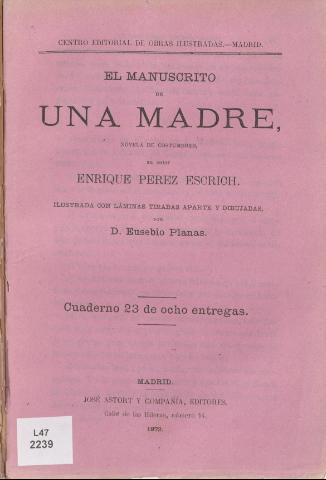 CENTRO EDITORIAL DE OBRAS ILUSTRADAS.—MADRID.
EL MANUSCRITO
DE
UNA MADRE,
NOVELA DE COSTUMBRES,
su autor
ENRIQUE PEREZ ESCRICH.
ILUSTRADA CON LÁMINAS TIRADAS APARTE Y DIBUJADAS,
POR
D. Eusebio Planas.
Cuaderno 23 de ocho entregas.
MADRID.
JOSÉ ASTORT Y COMPAÑÍA, EDITORES.
Calle de las Hileras, número 14.
1872.
L47
2239